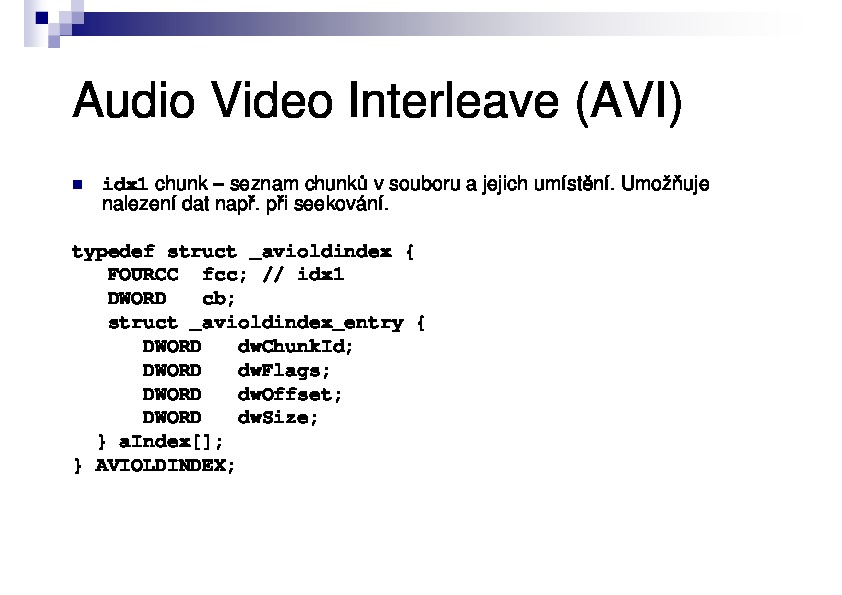 Audio Video Interleave (AVI)
idx1 chunk – seznam chunků v souboru a jejich umístění. Umožňuje
nalezení dat např. při seekování.
typedef struct _avioldindex {
FOURCC fcc; // idx1
DWORD cb;
struct _avioldindex_entry {
DWORD dwChunkId;
DWORD dwFlags;
DWORD dwOffset;
DWORD dwSize;
} aIndex[];
} AVIOLDINDEX;